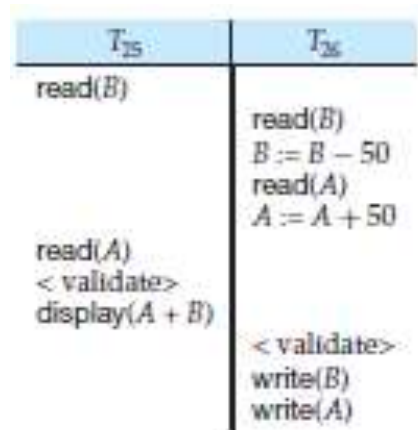 T25 T26
read(B)
read(B)
B := B − 50
read(A)
A := A + 50
read(A)
< validate>
display(A + B)
< validate>
write(B)
write(A)